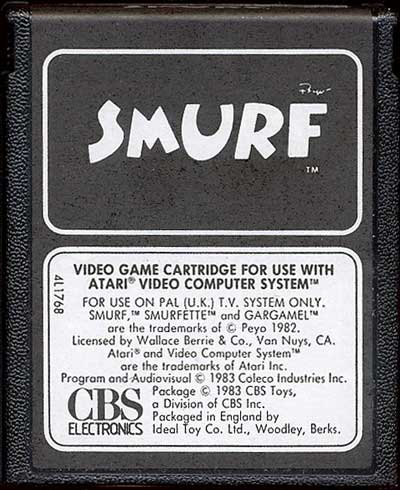 Peyo
SMURF
TM
4L1768
VIDEO GAME CARTRIDGE FOR USE WITH
ATARI® VIDEO COMPUTER SYSTEM™
FOR USE ON PAL (U.K.) T.V. SYSTEM ONLY.
SMURF,™ SMURFETTE™ and GARGAMEL™
are the trademarks of © Peyo 1982.
Licensed by Wallace Berrie & Co., Van Nuys, CA.
Atari® and Video Computer System™
are the trademarks of Atari Inc.
Program and Audiovisual © 1983 Coleco Industries Inc.
Package © 1983 CBS Toys,
a Division of CBS Inc.
Packaged in England by
Ideal Toy Co. Ltd., Woodley, Berks.
CBS
ELECTRONICS